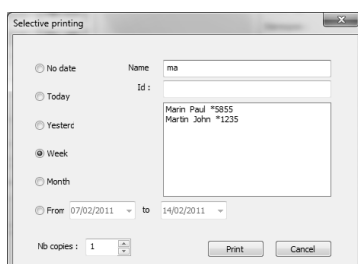 Selective printing
No date
Name
ma
Id :
Today
Marin Paul *5855
Martin John *1235
Yesterd
Week
Month
From 07/02/2011 to 14/02/2011
Nb copies : 1
Print
Cancel